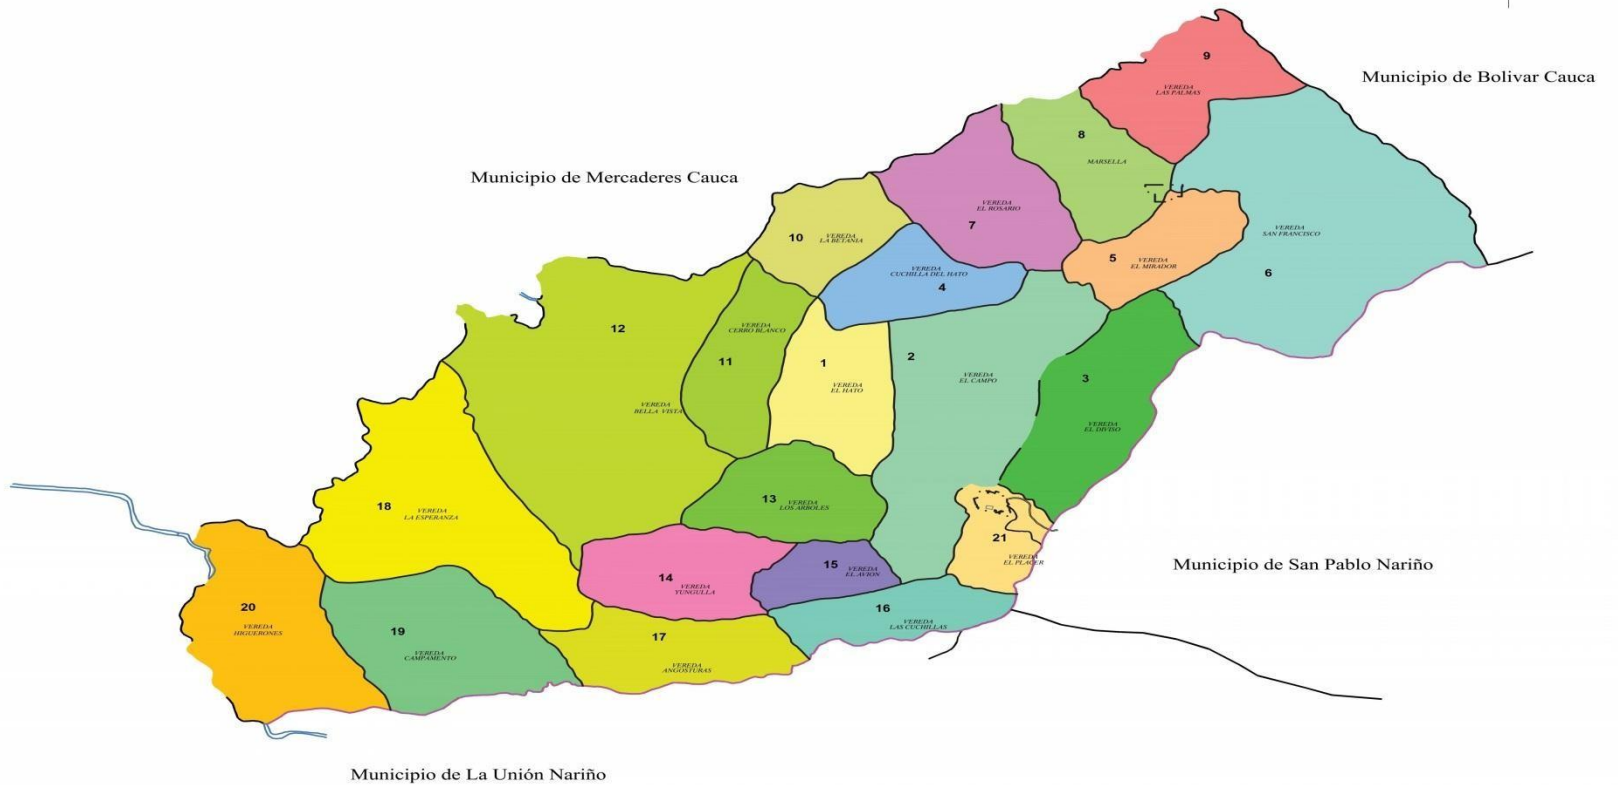 9
VEREDA
LAS PALMAS
Municipio de Bolivar Cauca
8
MARSELLA
Municipio de Mercaderes Cauca
VEREDA
EL ROSARIO
7
10
VEREDA
LA BETANIA
VEREDA
SAN FRANCISCO
6
5
VEREDA
EL MIRADOR
VEREDA
CUCHILLA DEL HATO
4
12
VEREDA
BELLA VISTA
VEREDA
CERRO BLANCO
11
1
VEREDA
EL HATO
2
VEREDA
EL CAMPO
3
VEREDA
EL DIVISO
18
VEREDA
LA ESPERANZA
13
VEREDA
LOS ARBOLES
21
VEREDA
EL PLACER
Municipio de San Pablo Nariño
14
VEREDA
YUNGULLA
15
VEREDA
EL AVION
16
VEREDA
LAS CUCHILLAS
20
VEREDA
HIGUERONES
19
VEREDA
CAMPAMENTO
17
VEREDA
ANGOSTURAS
Municipio de La Unión Nariño